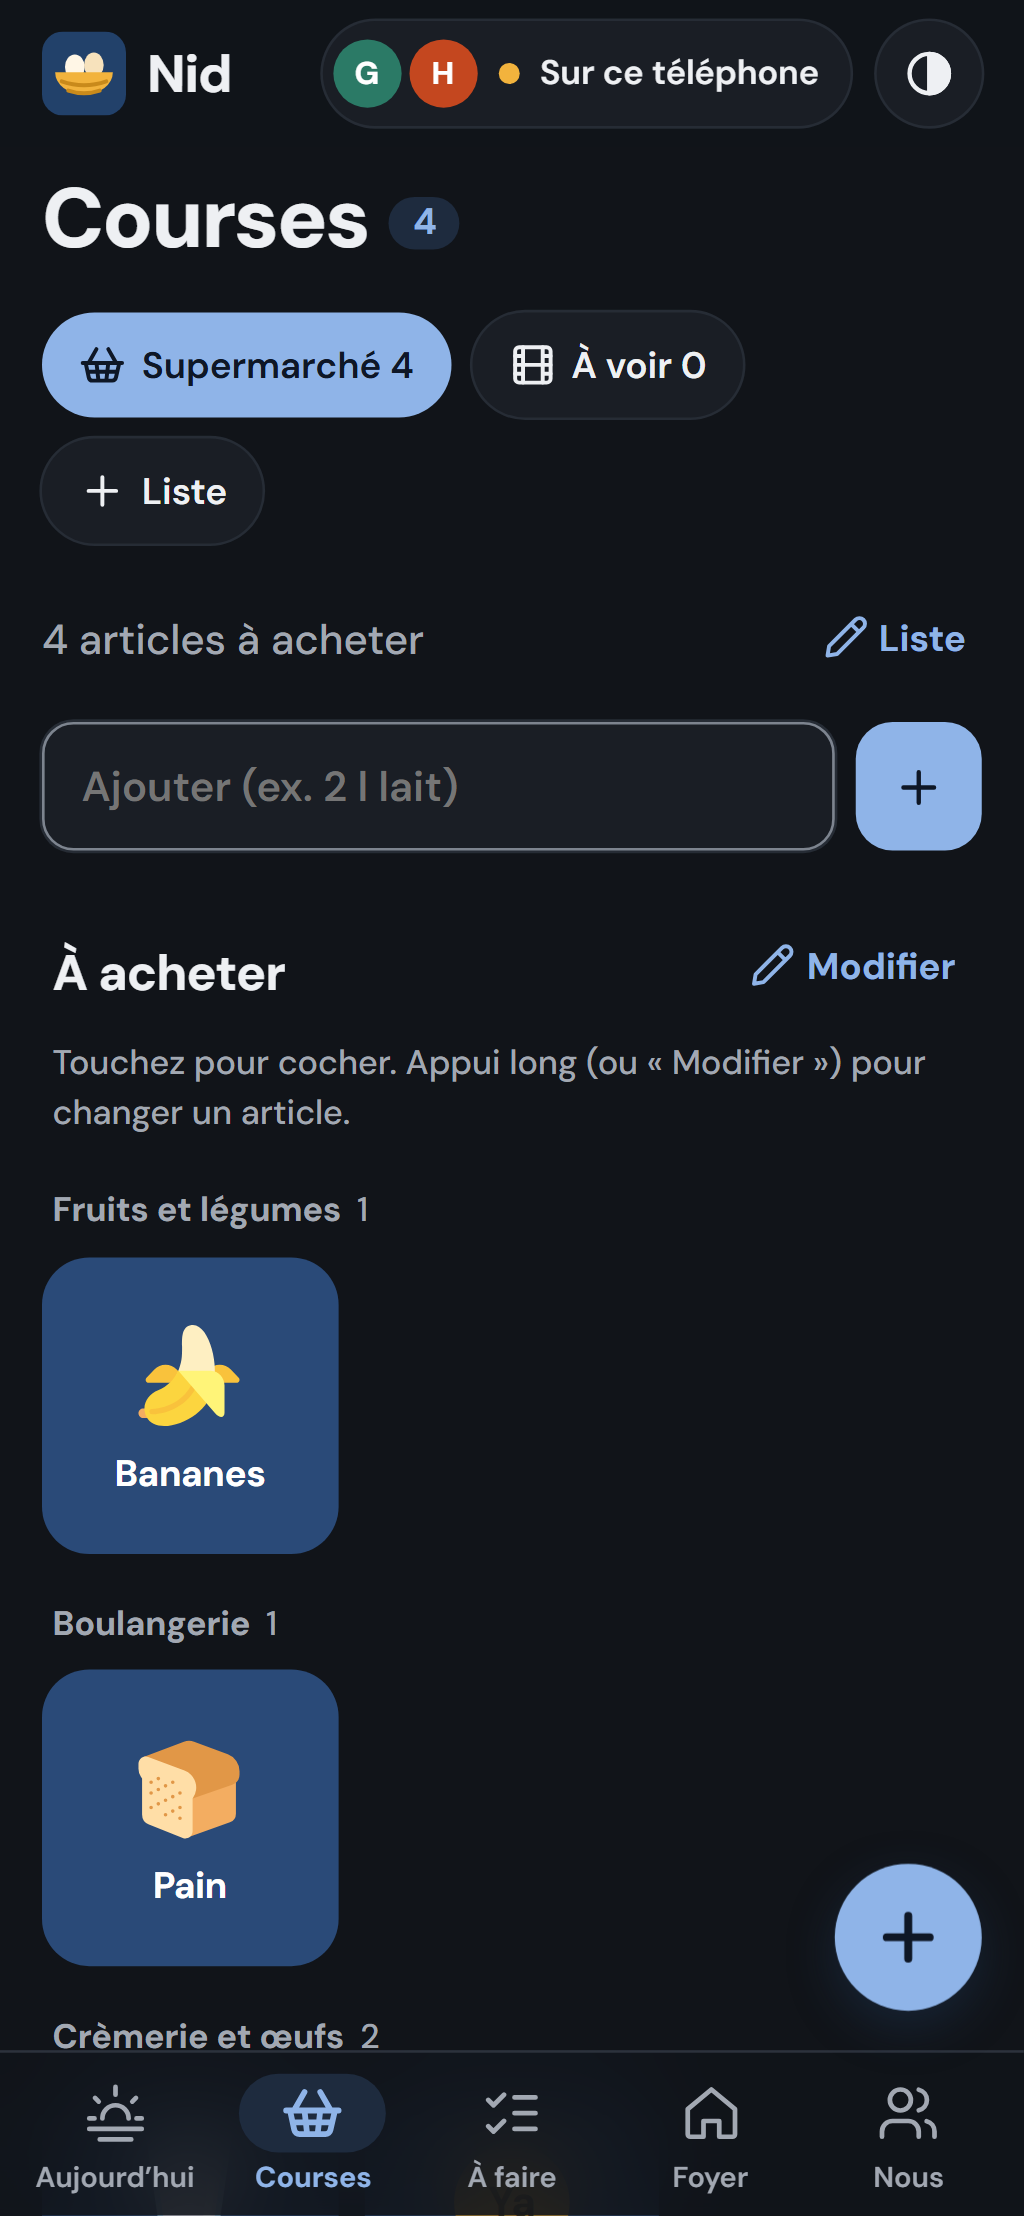 Nid
G H Sur ce téléphone
Courses 4
Supermarché 4
À voir 0
Liste
4 articles à acheter
Liste
Ajouter (ex. 2 l lait)
À acheter
Modifier
Touchez pour cocher. Appui long (ou « Modifier ») pour
changer un article.
Fruits et légumes 1
Bananes
Boulangerie 1
Pain
Crèmerie et œufs 2
Aujourd’hui
Courses
À faire
Foyer
Nous